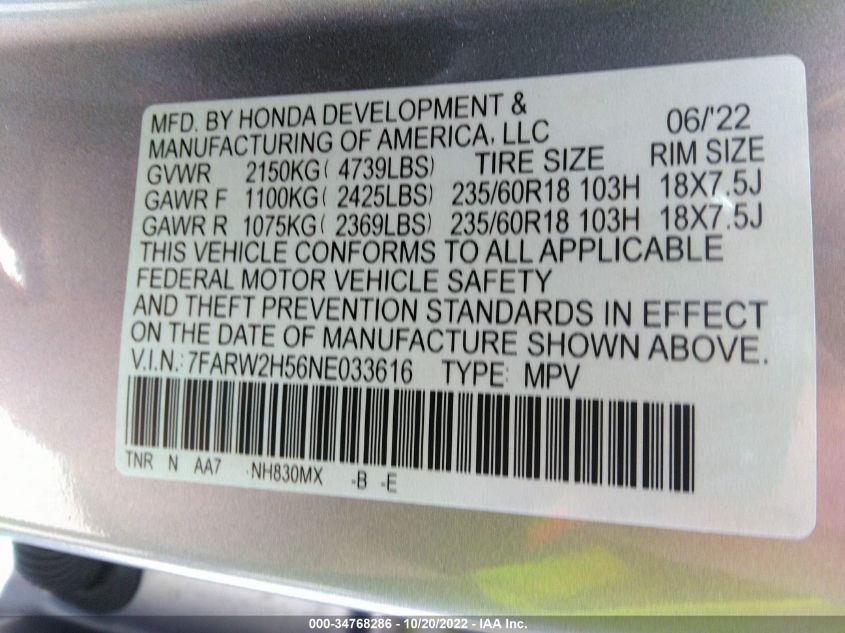 MFD. BY HONDA DEVELOPMENT &
MANUFACTURING OF AMERICA, LLC 06/'22
GVWR 2150KG( 4739LBS) TIRE SIZE RIM SIZE
GAWR F 1100KG( 2425LBS) 235/60R18 103H 18X7.5J
GAWR R 1075KG( 2369LBS) 235/60R18 103H 18X7.5J
THIS VEHICLE CONFORMS TO ALL APPLICABLE
FEDERAL MOTOR VEHICLE SAFETY
AND THEFT PREVENTION STANDARDS IN EFFECT
ON THE DATE OF MANUFACTURE SHOWN ABOVE.
V.I.N.: 7FARW2H56NE033616 TYPE: MPV
TNR N AA7 NH830MX -B -E
000-34768286 - 10/20/2022 - IAA Inc.